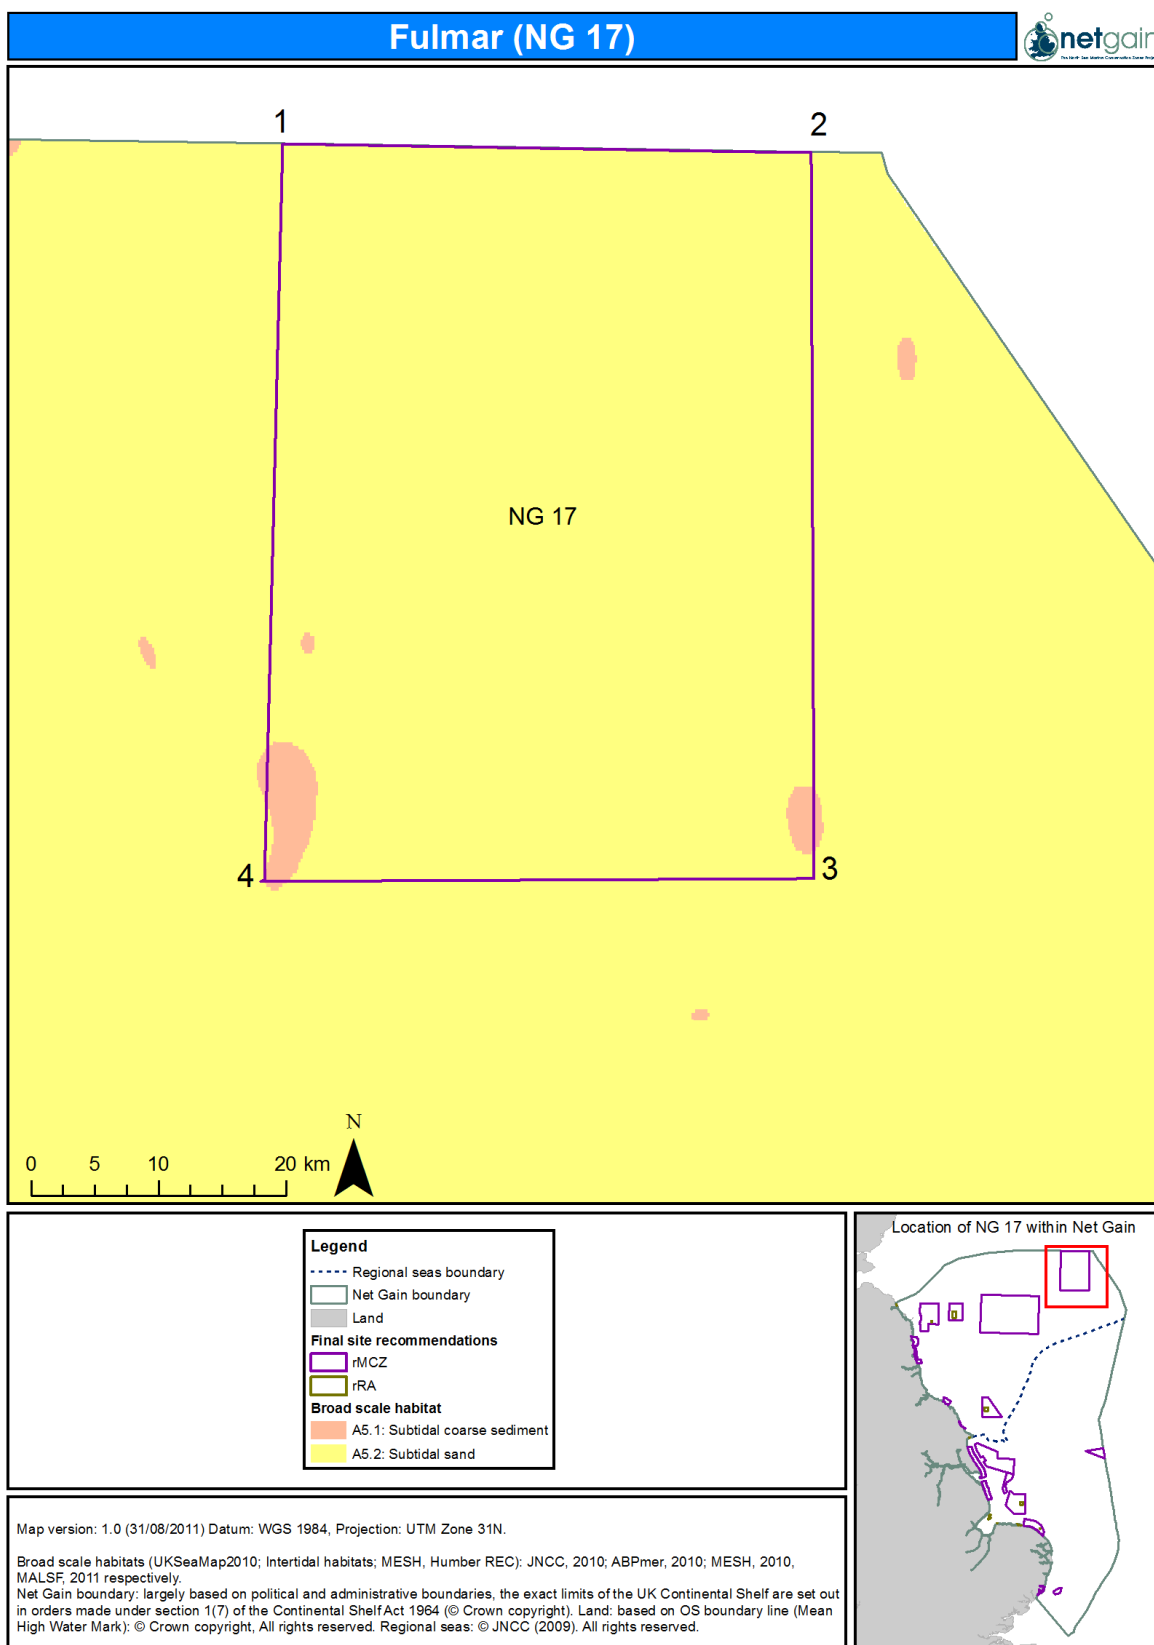 Fulmar (NG 17)
netgain
The North Sea Marine Conservation Zones Project
1
2
NG 17
4
3
N
0 5 10 20 km
Legend
Regional seas boundary
Net Gain boundary
Land
Final site recommendations
rMCZ
rRA
Broad scale habitat
A5.1: Subtidal coarse sediment
A5.2: Subtidal sand
Location of NG 17 within Net Gain
Map version: 1.0 (31/08/2011) Datum: WGS 1984, Projection: UTM Zone 31N.
Broad scale habitats (UKSeaMap2010; Intertidal habitats; MESH, Humber REC): JNCC, 2010; ABPmer, 2010; MESH, 2010,
MALSF, 2011 respectively.
Net Gain boundary: largely based on political and administrative boundaries, the exact limits of the UK Continental Shelf are set out
in orders made under section 1(7) of the Continental Shelf Act 1964 (© Crown copyright). Land: based on OS boundary line (Mean
High Water Mark): © Crown copyright, All rights reserved. Regional seas: © JNCC (2009). All rights reserved.